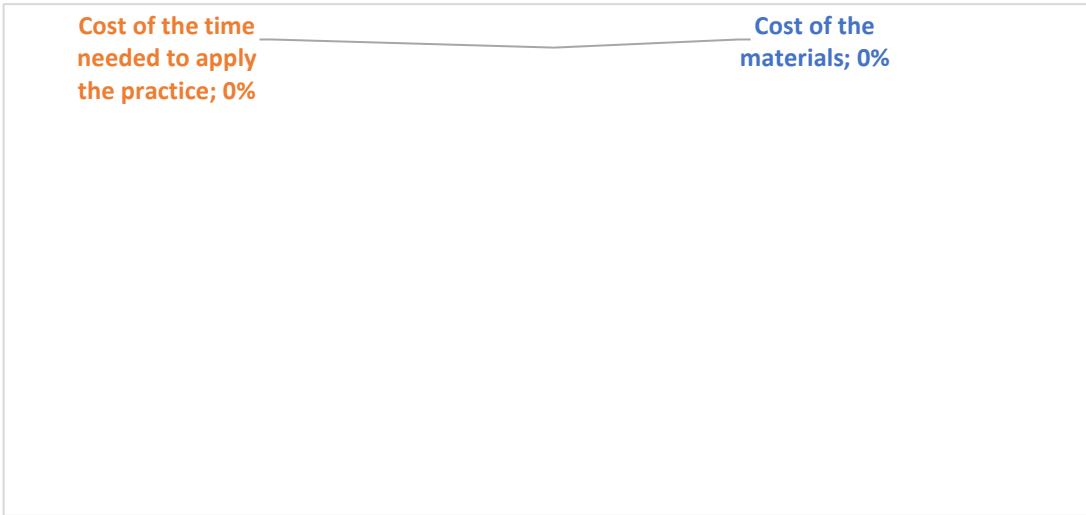 Cost of the time
needed to apply
the practice; 0%
Cost of the
materials; 0%